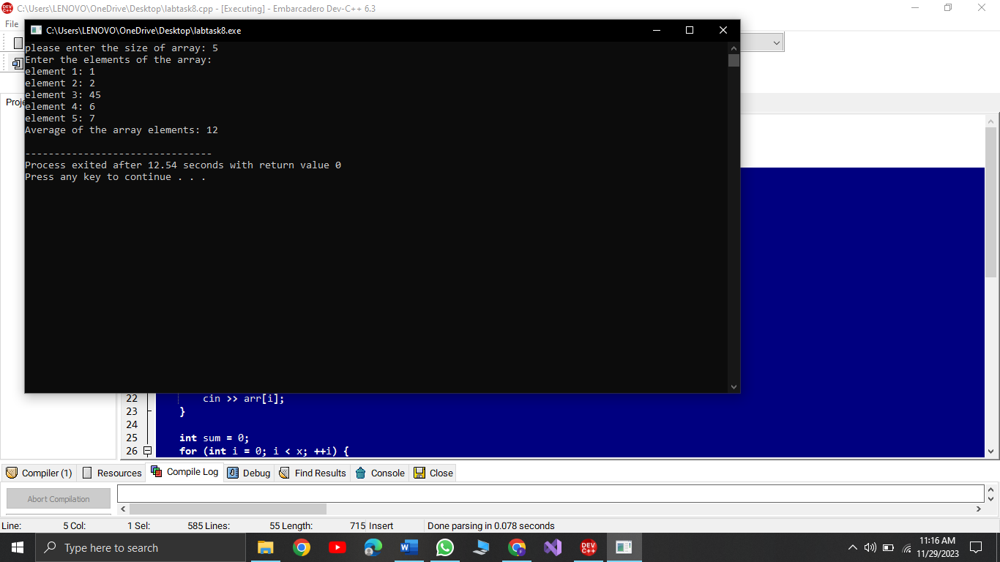 C:\Users\LENOVO\OneDrive\Desktop\labtask8.cpp - [Executing] - Embarcadero Dev-C++ 6.3
File
C:\Users\LENOVO\OneDrive\Desktop\labtask8.exe
please enter the size of array: 5
Enter the elements of the array:
element 1: 1
element 2: 2
element 3: 45
element 4: 6
element 5: 7
Average of the array elements: 12
--------------------------------
Process exited after 12.54 seconds with return value 0
Press any key to continue . . .
22 cin >> arr[i];
23 }
24
25 int sum = 0;
26 for (int i = 0; i < x; ++i) {
Compiler (1) Resources Compile Log Debug Find Results Console Close
Abort Compilation
Line: 5 Col: 1 Sel: 585 Lines: 55 Length: 715 Insert Done parsing in 0.078 seconds
Type here to search
DEV C++
11:16 AM
11/29/2023